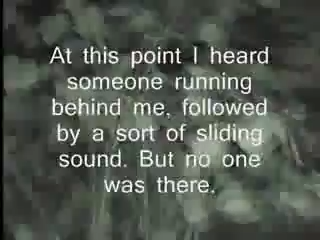 At this point I heard
someone running
behind me, followed
by a sort of sliding
sound. But no one
was there.